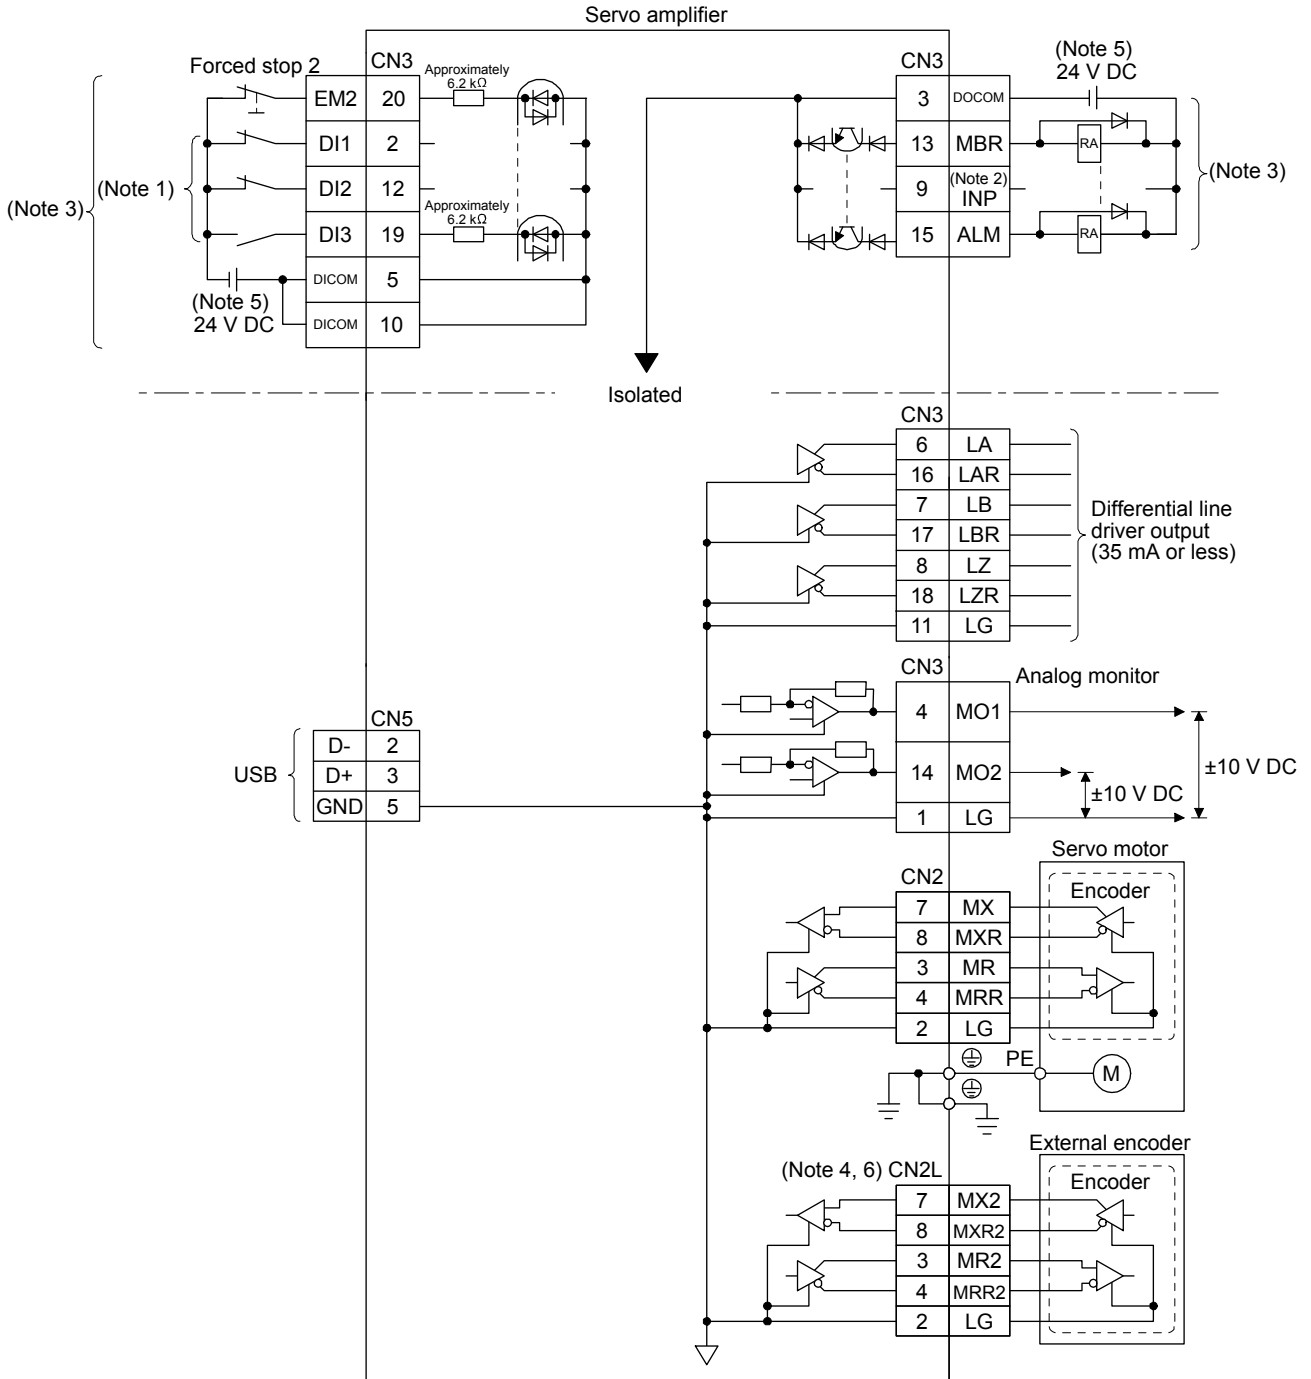 Servo amplifier
Forced stop 2
CN3
Approximately
6.2 kΩ
EM2 20
DI1 2
DI2 12
Approximately
6.2 kΩ
DI3 19
DICOM 5
DICOM 10
(Note 3)
(Note 1)
(Note 5)
24 V DC
CN3
(Note 5)
24 V DC
3 DOCOM
13 MBR
RA
9 (Note 2)
INP
15 ALM
RA
(Note 3)
Isolated
CN3
6 LA
16 LAR
7 LB
17 LBR
8 LZ
18 LZR
11 LG
Differential line
driver output
(35 mA or less)
CN3
Analog monitor
4 MO1
14 MO2
1 LG
±10 V DC
±10 V DC
CN5
USB
D- 2
D+ 3
GND 5
Servo motor
CN2
Encoder
7 MX
8 MXR
3 MR
4 MRR
2 LG
PE
M
External encoder
(Note 4, 6) CN2L
Encoder
7 MX2
8 MXR2
3 MR2
4 MRR2
2 LG